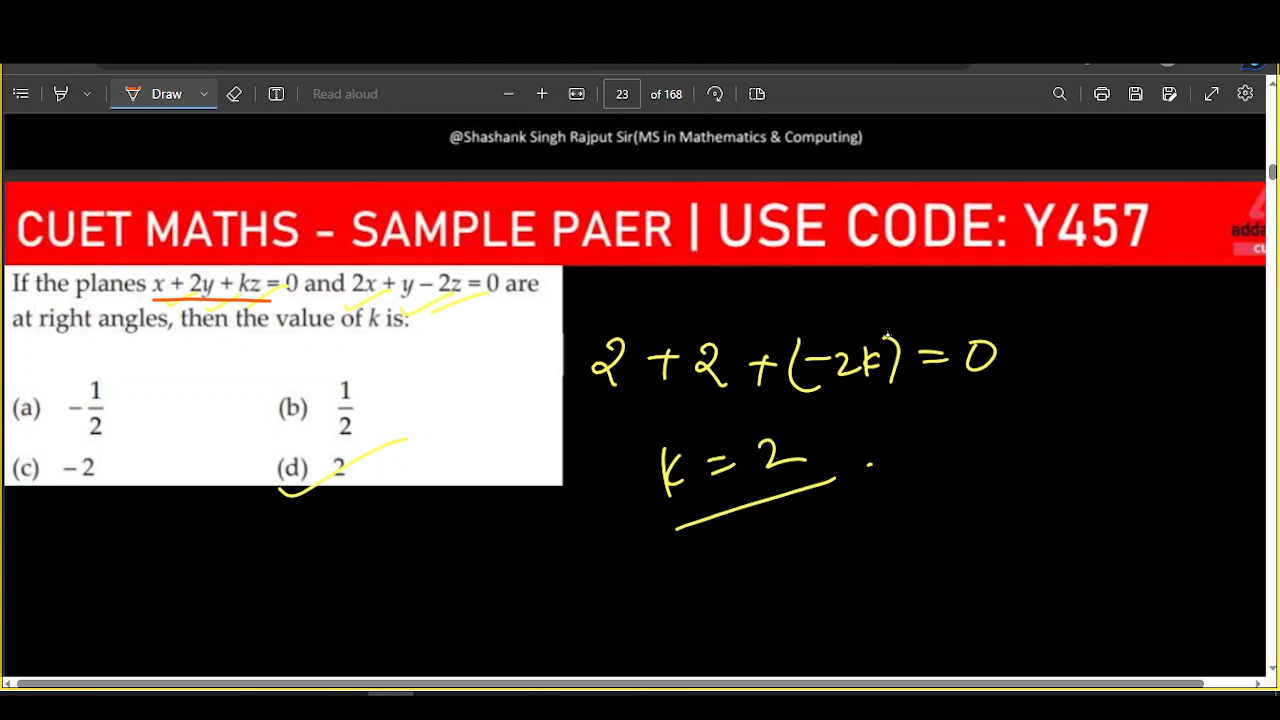 Draw
Read aloud
23 of 168
@Shashank Singh Rajput Sir(MS in Mathematics & Computing)
CUET MATHS - SAMPLE PAER | USE CODE: Y457
If the planes x + 2y + kz = 0 and 2x + y − 2z = 0 are
at right angles, then the value of k is:
(a) −1/2 (b) 1/2
(c) −2 (d) 2
2 + 2 + (−2k) = 0
k = 2